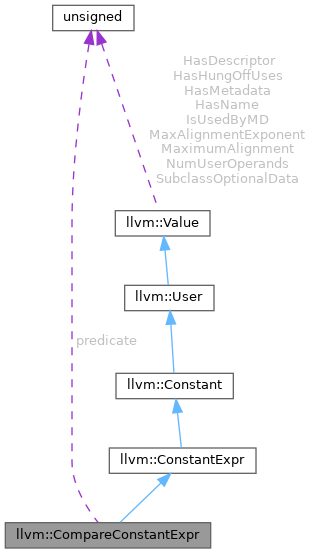 unsigned
HasDescriptor
HasHungOffUses
HasMetadata
HasName
IsUsedByMD
MaxAlignmentExponent
MaximumAlignment
NumUserOperands
SubclassOptionalData
llvm::Value
llvm::User
predicate
llvm::Constant
llvm::ConstantExpr
llvm::CompareConstantExpr